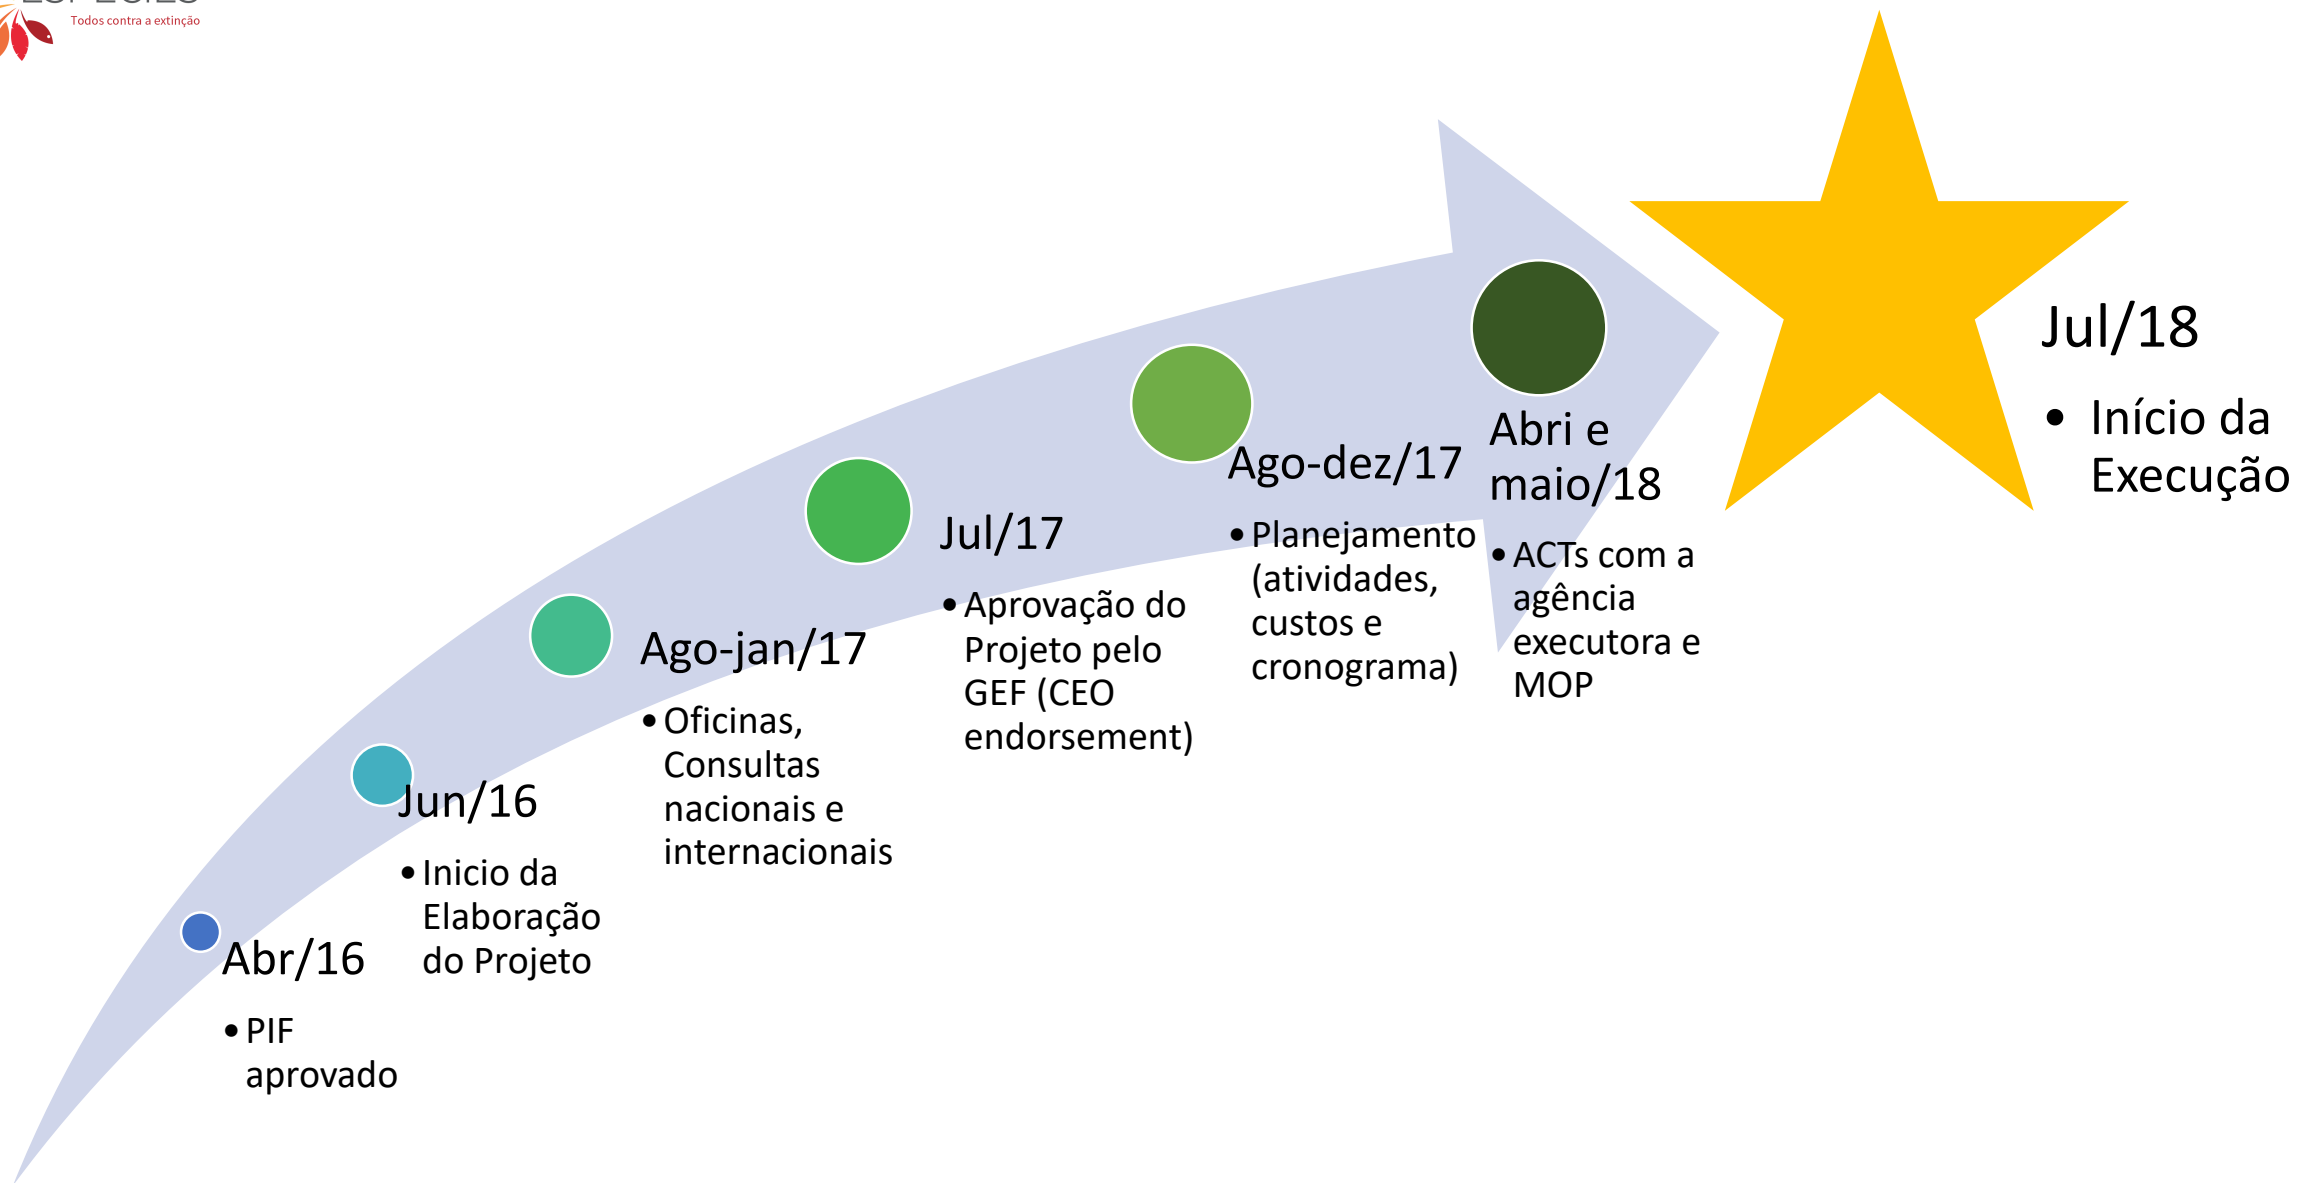 Todos contra a extinção
Abr/16
• PIF
aprovado
Jun/16
• Inicio da
Elaboração
do Projeto
Ago-jan/17
• Oficinas,
Consultas
nacionais e
internacionais
Jul/17
• Aprovação do
Projeto pelo
GEF (CEO
endorsement)
Ago-dez/17
• Planejamento
(atividades,
custos e
cronograma)
Abri e
maio/18
• ACTs com a
agência
executora e
MOP
Jul/18
• Início da
Execução